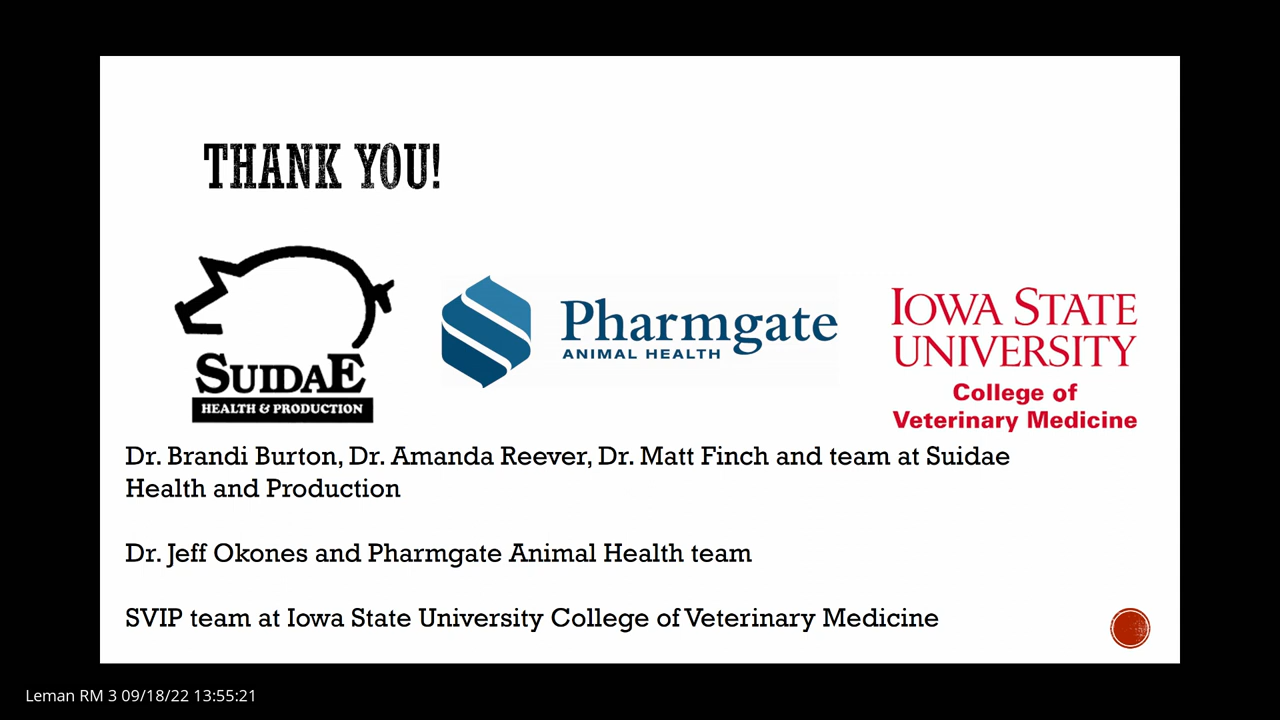 THANK YOU!
SUIDAE
HEALTH & PRODUCTION
Pharmgate
ANIMAL HEALTH
IOWA STATE
UNIVERSITY
College of
Veterinary Medicine
Dr. Brandi Burton, Dr. Amanda Reever, Dr. Matt Finch and team at Suidae
Health and Production
Dr. Jeff Okones and Pharmgate Animal Health team
SVIP team at Iowa State University College of Veterinary Medicine
Leman RM 3 09/18/22 13:55:21